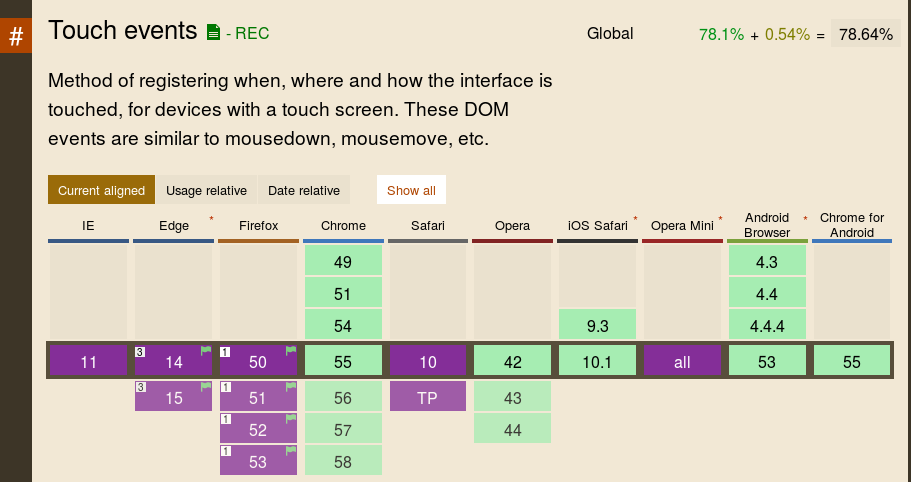 #
Touch events - REC
Global 78.1% + 0.54% = 78.64%
Method of registering when, where and how the interface is
touched, for devices with a touch screen. These DOM
events are similar to mousedown, mousemove, etc.
Current aligned Usage relative Date relative Show all
IE Edge * Firefox Chrome Safari Opera iOS Safari * Opera Mini * Android Browser * Chrome for Android
49 4.3
51 4.4
54 9.3 4.4.4
11 3 14 1 50 55 10 42 10.1 all 53 55
3 15 1 51 56 TP 43
1 52 57 44
1 53 58